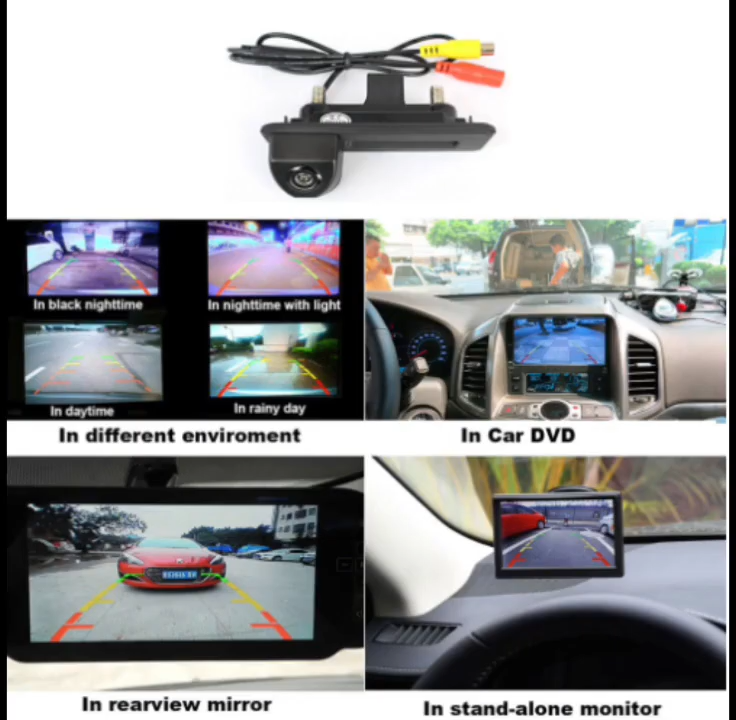 In black nighttime
In nighttime with light
In daytime
In rainy day
In different enviroment
In Car DVD
In rearview mirror
In stand-alone monitor